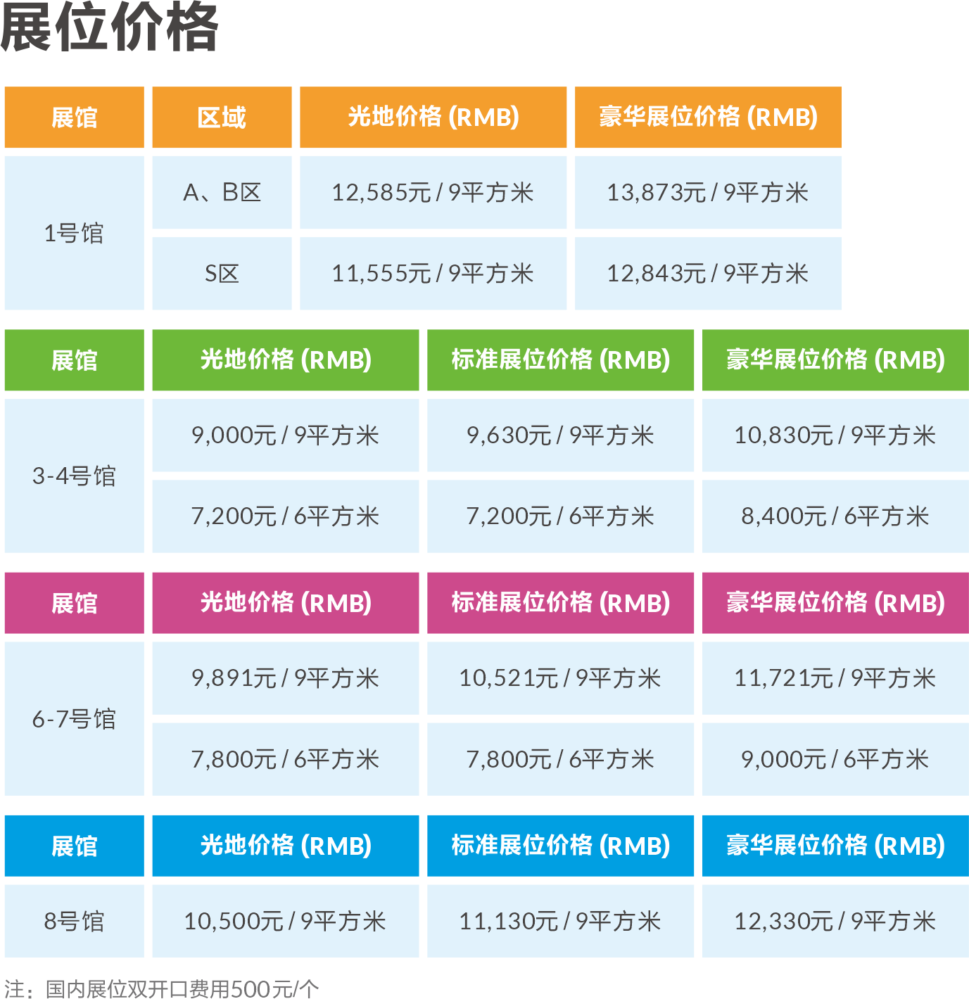 展位价格
展馆 区域 光地价格 (RMB) 豪华展位价格 (RMB)
1号馆
A、B区 12,585元 / 9平方米 13,873元 / 9平方米
S区 11,555元 / 9平方米 12,843元 / 9平方米
展馆 光地价格 (RMB) 标准展位价格 (RMB) 豪华展位价格 (RMB)
3-4号馆
9,000元 / 9平方米 9,630元 / 9平方米 10,830元 / 9平方米
7,200元 / 6平方米 7,200元 / 6平方米 8,400元 / 6平方米
展馆 光地价格 (RMB) 标准展位价格 (RMB) 豪华展位价格 (RMB)
6-7号馆
9,891元 / 9平方米 10,521元 / 9平方米 11,721元 / 9平方米
7,800元 / 6平方米 7,800元 / 6平方米 9,000元 / 6平方米
展馆 光地价格 (RMB) 标准展位价格 (RMB) 豪华展位价格 (RMB)
8号馆 10,500元 / 9平方米 11,130元 / 9平方米 12,330元 / 9平方米
注：国内展位双开口费用500元/个